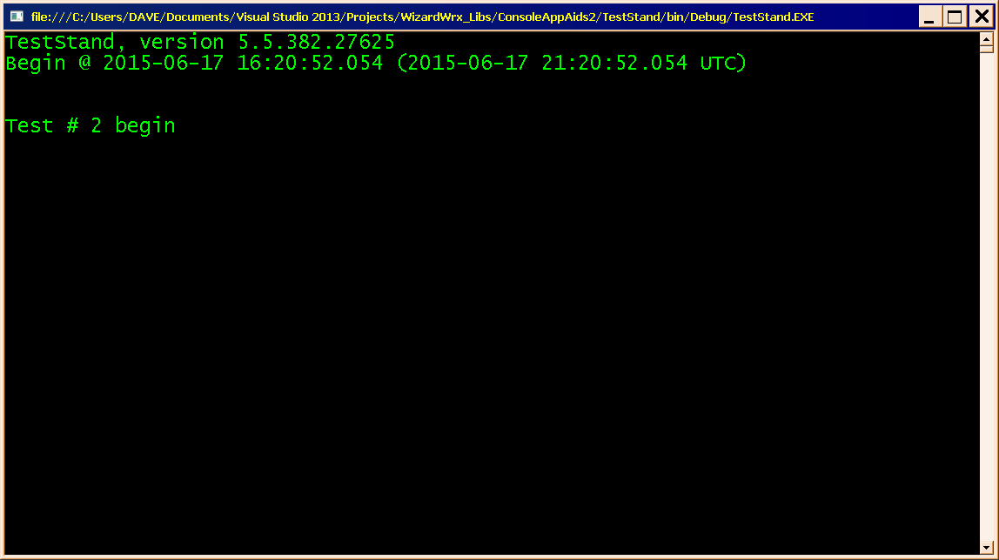 file:///C:/Users/DAVE/Documents/Visual Studio 2013/Projects/WizardWrx_Libs/ConsoleAppAids2/TestStand/bin/Debug/TestStand.EXE
TestStand, version 5.5.382.27625
Begin @ 2015-06-17 16:20:52.054 (2015-06-17 21:20:52.054 UTC)
Test # 2 begin